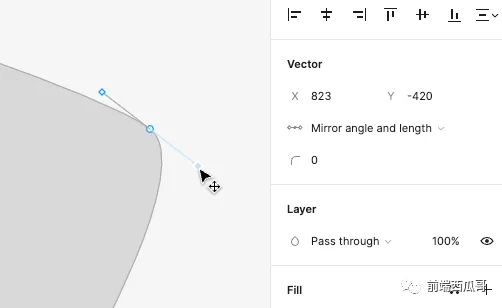 Vector
X 823 Y -420
Mirror angle and length
0
Layer
Pass through 100%
Fill
前端西瓜哥